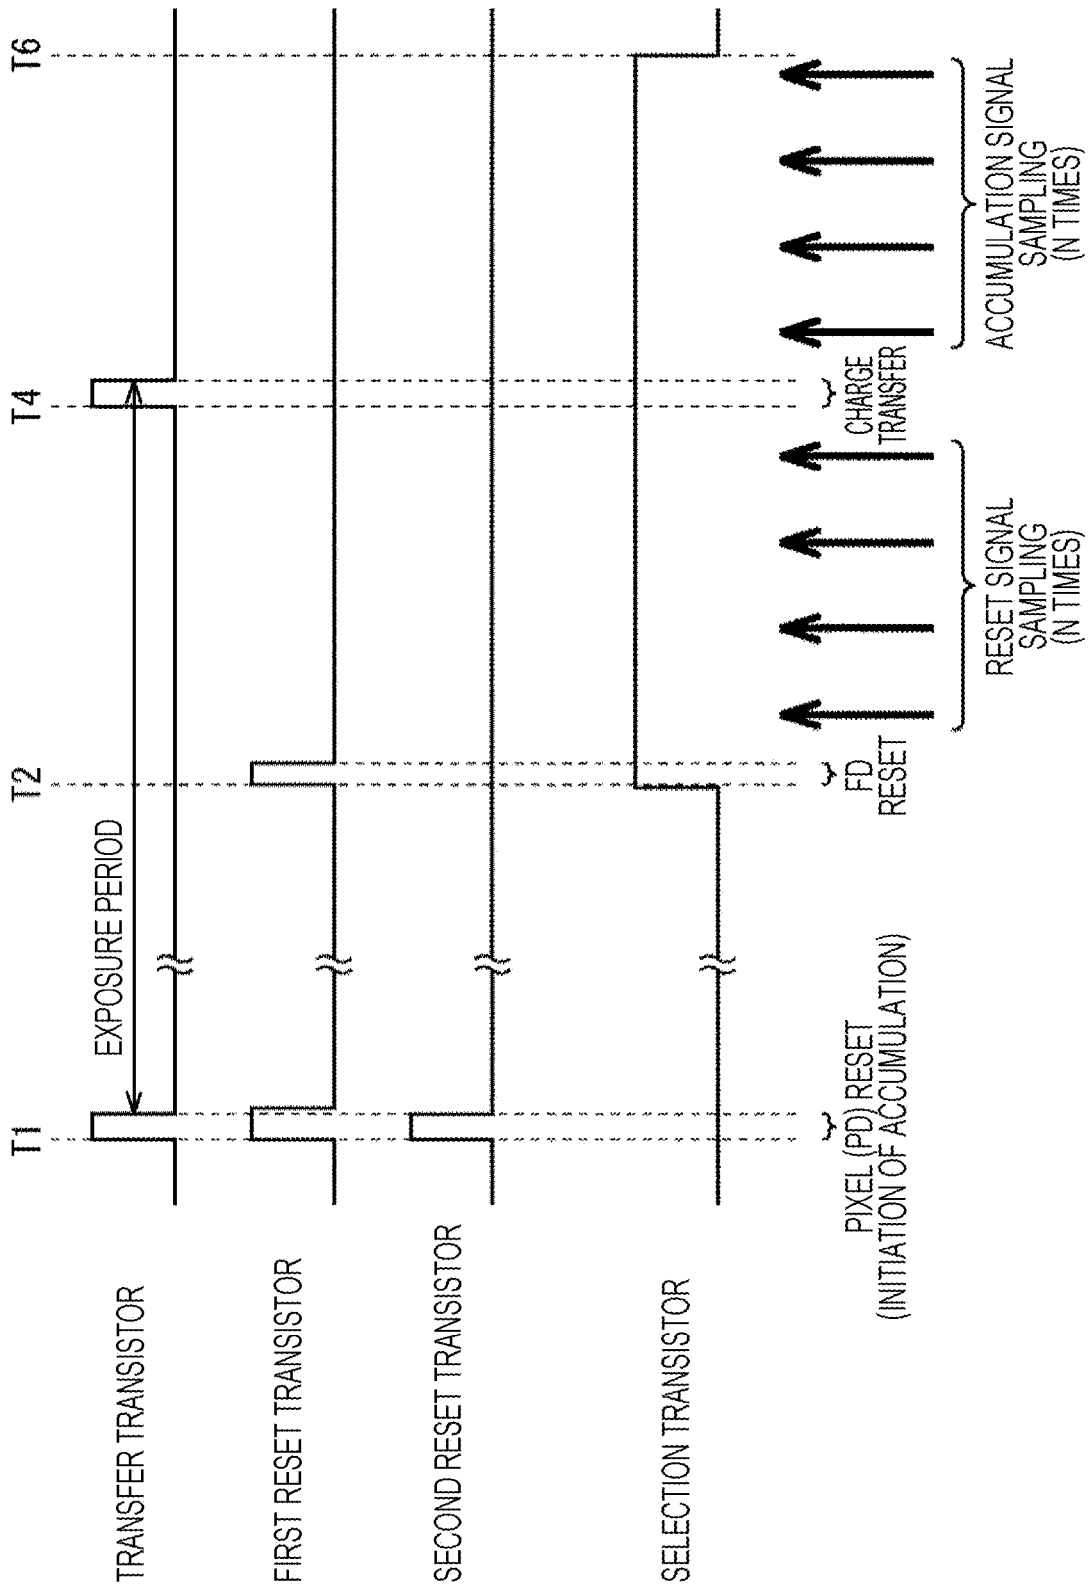 T1
T2
T4
T6
TRANSFER TRANSISTOR
EXPOSURE PERIOD
FIRST RESET TRANSISTOR
SECOND RESET TRANSISTOR
SELECTION TRANSISTOR
PIXEL (PD) RESET
(INITIATION OF ACCUMULATION)
FD
RESET
RESET SIGNAL
SAMPLING
(N TIMES)
CHARGE
TRANSFER
ACCUMULATION SIGNAL
SAMPLING
(N TIMES)